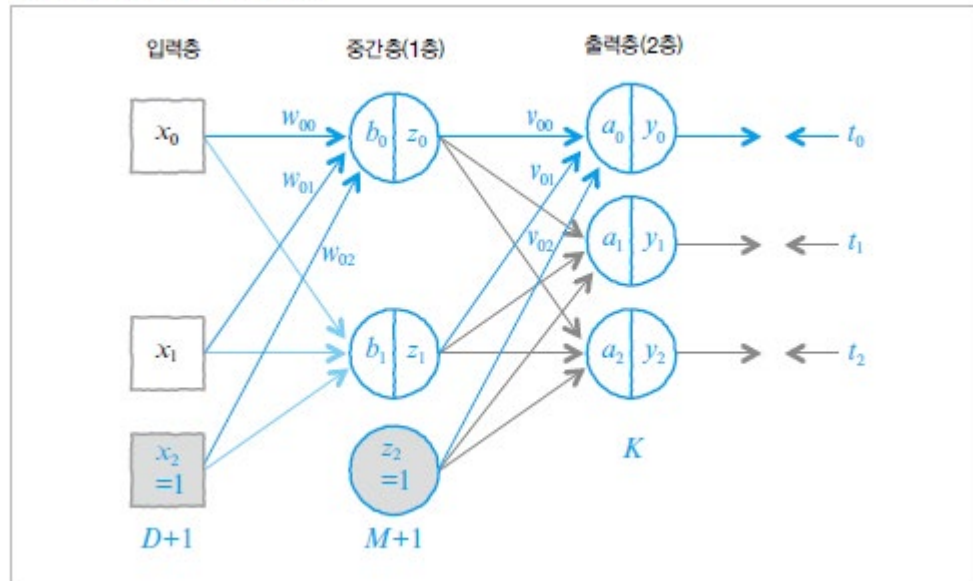 입력층 중간층(1층) 출력층(2층)
x₀ w₀₀ b₀ z₀ v₀₀ a₀ y₀ t₀
w₀₁ v₀₁
w₀₂ v₀₂ a₁ y₁ t₁
x₁ b₁ z₁ a₂ y₂ t₂
x₂ z₂
=1 =1 K
D+1 M+1